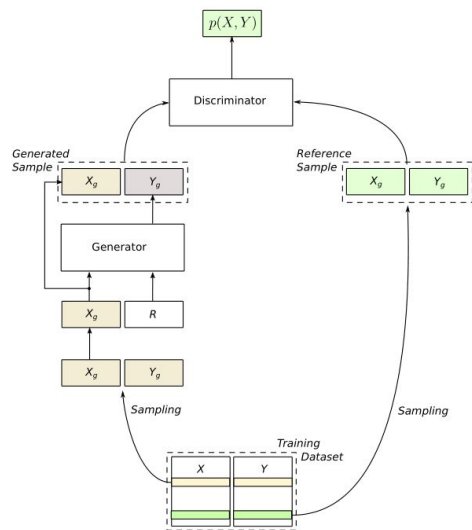 p(X, Y)
Discriminator
Generated
Sample
Reference
Sample
X_g Y_g
X_g Y_g
Generator
X_g R
X_g Y_g
Sampling
Sampling
Training
Dataset
X Y